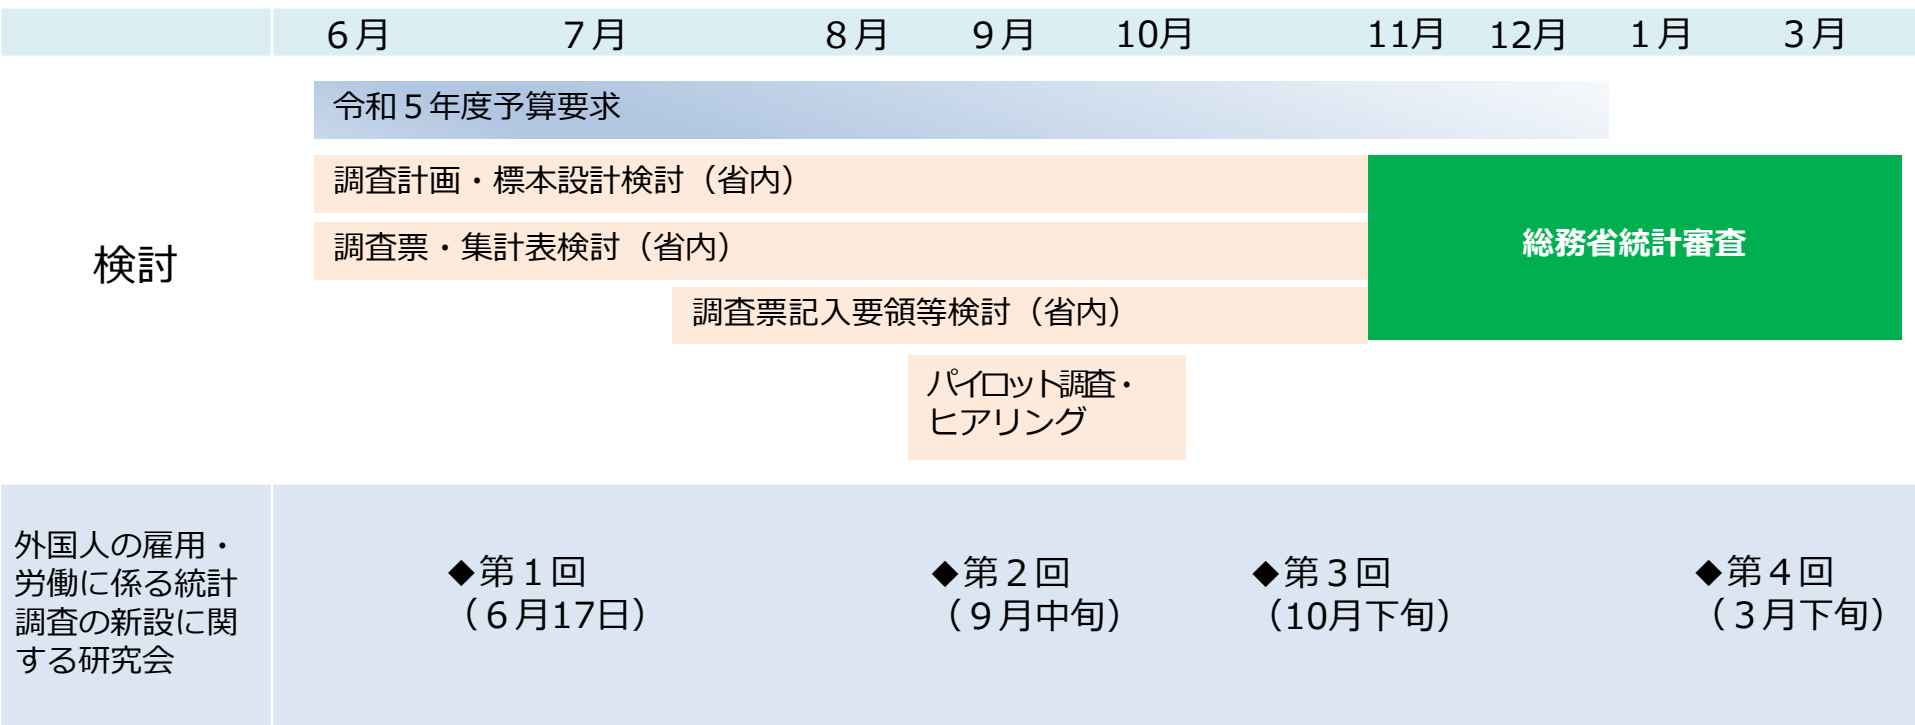 ６月 ７月 ８月 ９月 10月 11月 12月 １月 ３月
令和５年度予算要求
調査計画・標本設計検討（省内）
調査票・集計表検討（省内）
総務省統計審査
検討
調査票記入要領等検討（省内）
パイロット調査・
ヒアリング
外国人の雇用・
労働に係る統計
調査の新設に関
する研究会
◆第１回
（６月17日）
◆第２回
（９月中旬）
◆第３回
（10月下旬）
◆第４回
（３月下旬）